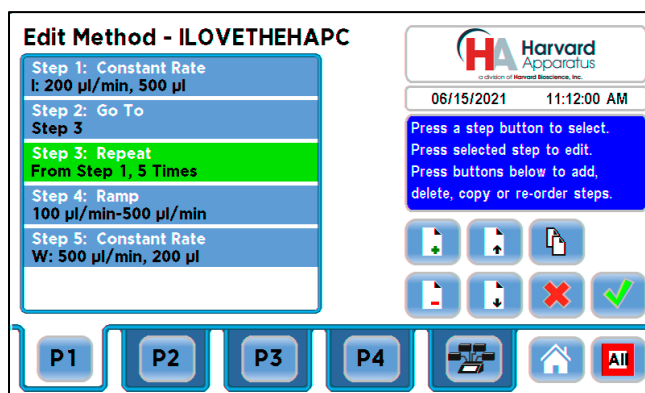 Edit Method - ILOVETHEHAPC
Step 1: Constant Rate
I: 200 µl/min, 500 µl
Step 2: Go To
Step 3
Step 3: Repeat
From Step 1, 5 Times
Step 4: Ramp
100 µl/min-500 µl/min
Step 5: Constant Rate
W: 500 µl/min, 200 µl
HA Harvard
Apparatus
a division of Harvard Bioscience, Inc.
06/15/2021 11:12:00 AM
Press a step button to select.
Press selected step to edit.
Press buttons below to add,
delete, copy or re-order steps.
P1 P2 P3 P4 All